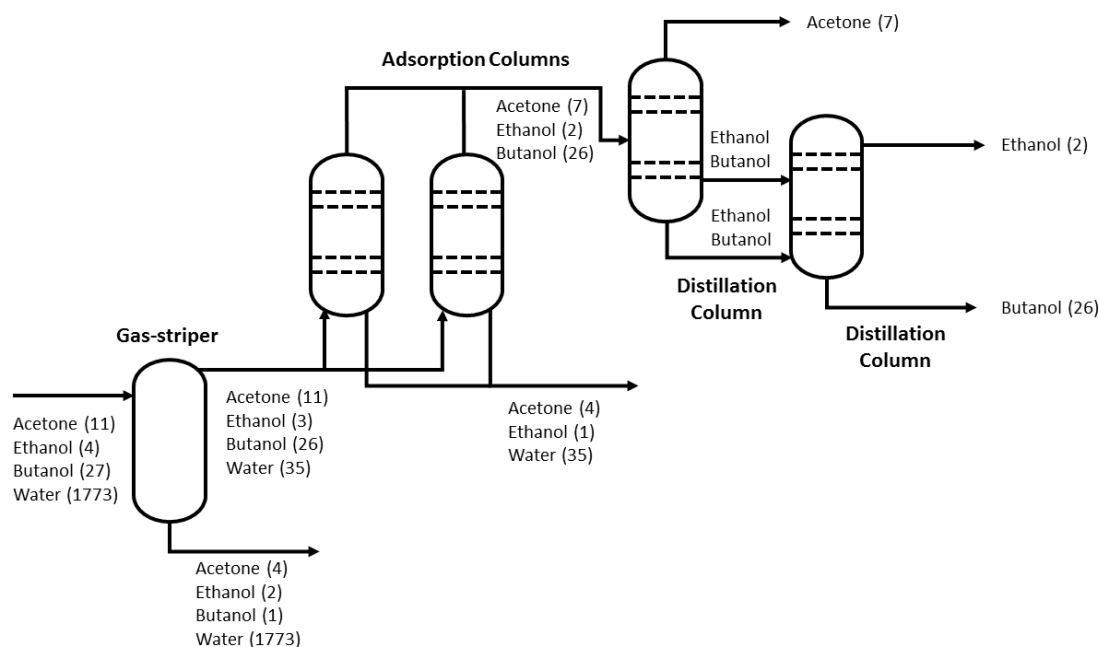 Acetone (7)
Adsorption Columns
Acetone (7)
Ethanol (2)
Butanol (26)
Ethanol
Butanol
Ethanol (2)
Ethanol
Butanol
Distillation
Column
Butanol (26)
Distillation
Column
Gas-striper
Acetone (11)
Ethanol (4)
Butanol (27)
Water (1773)
Acetone (11)
Ethanol (3)
Butanol (26)
Water (35)
Acetone (4)
Ethanol (1)
Water (35)
Acetone (4)
Ethanol (2)
Butanol (1)
Water (1773)